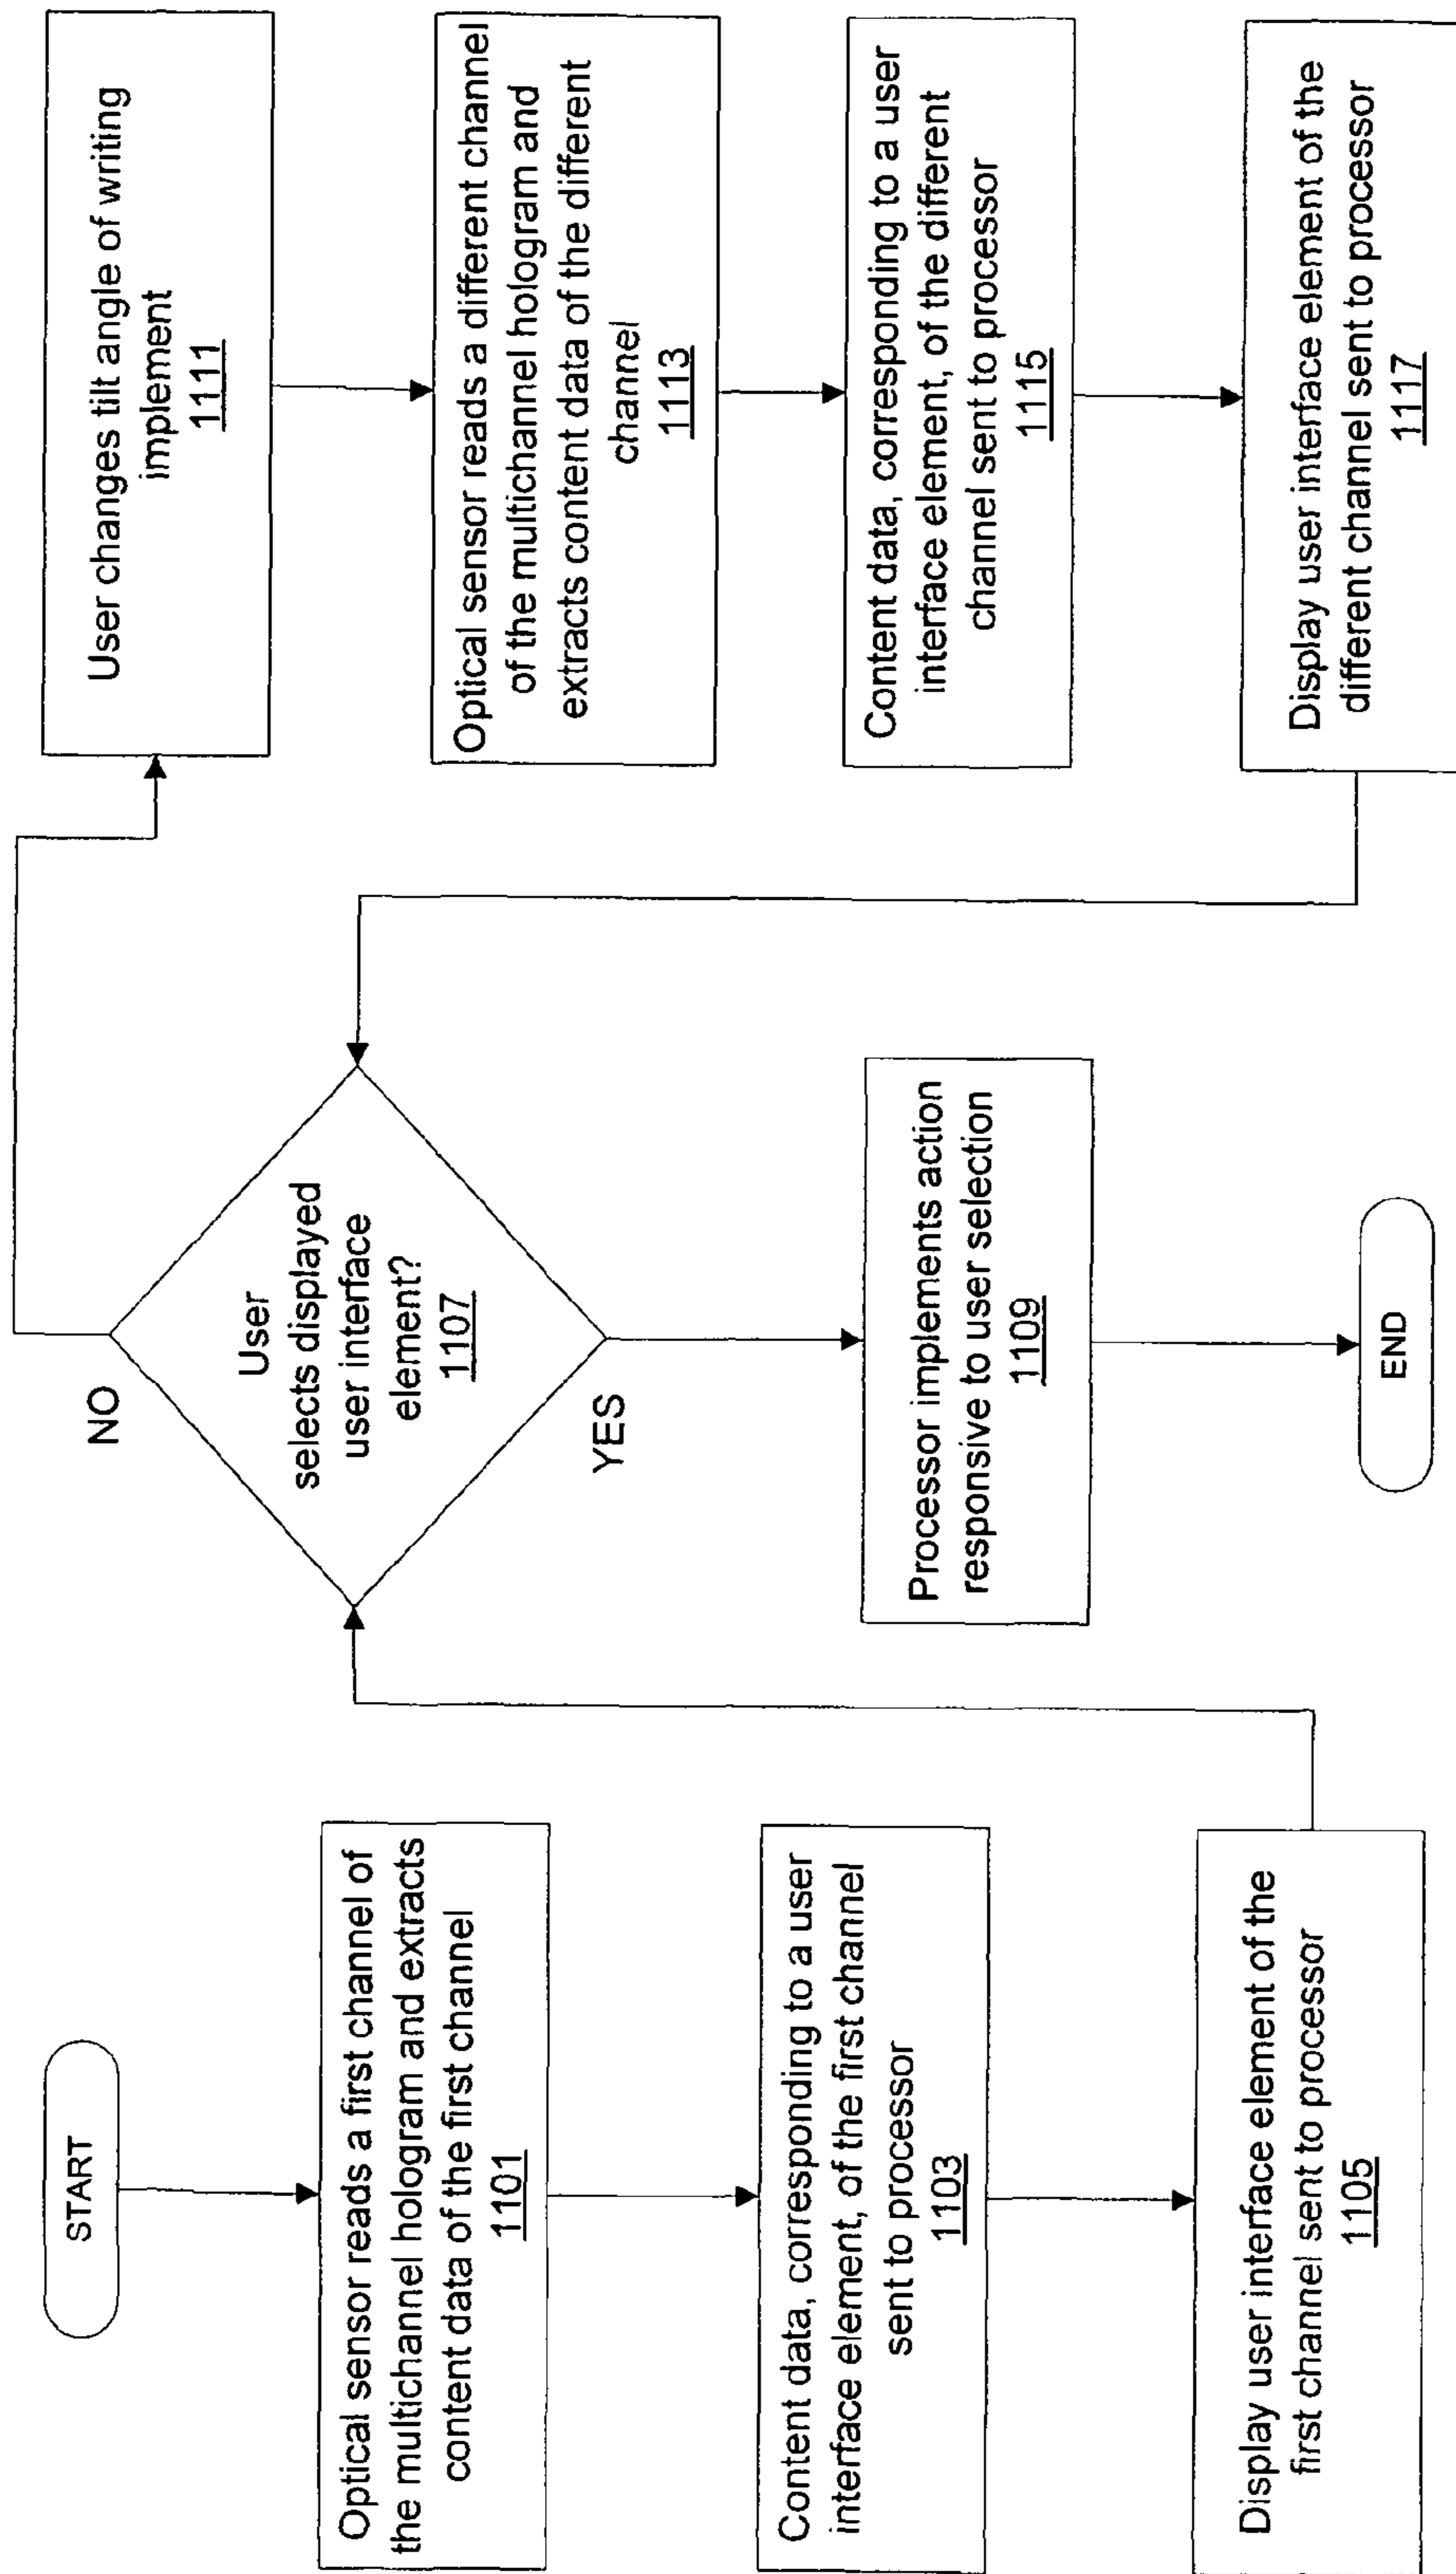 START
Optical sensor reads a first channel of
the multichannel hologram and extracts
content data of the first channel
1101
Content data, corresponding to a user
interface element, of the first channel
sent to processor
1103
Display user interface element of the
first channel sent to processor
1105
User
selects displayed
user interface
element?
1107
NO
YES
Processor implements action
responsive to user selection
1109
END
User changes tilt angle of writing
implement
1111
Optical sensor reads a different channel
of the multichannel hologram and
extracts content data of the different
channel
1113
Content data, corresponding to a user
interface element, of the different
channel sent to processor
1115
Display user interface element of the
different channel sent to processor
1117